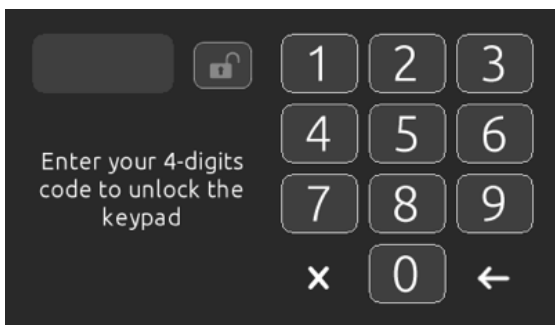 1 2 3
4 5 6
Enter your 4-digits
code to unlock the
keypad
7 8 9
0